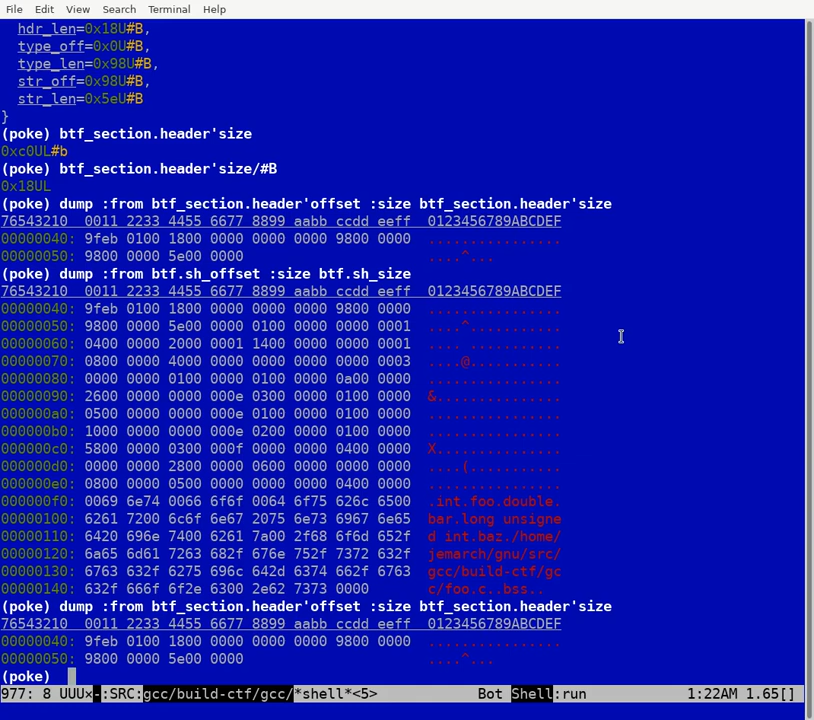 File Edit View Search Terminal Help
hdr_len=0x18U#B,
type_off=0x0U#B,
type_len=0x98U#B,
str_off=0x98U#B,
str_len=0x5eU#B
}
(poke) btf_section.header'size
0xc0UL#b
(poke) btf_section.header'size/#B
0x18UL
(poke) dump :from btf_section.header'offset :size btf_section.header'size
76543210  0011 2233 4455 6677 8899 aabb ccdd eeff  0123456789ABCDEF
00000040: 9feb 0100 1800 0000 0000 0000 9800 0000  ................
00000050: 9800 0000 5e00 0000                      ....^...
(poke) dump :from btf.sh_offset :size btf.sh_size
76543210  0011 2233 4455 6677 8899 aabb ccdd eeff  0123456789ABCDEF
00000040: 9feb 0100 1800 0000 0000 0000 9800 0000  ................
00000050: 9800 0000 5e00 0000 0100 0000 0000 0001  ....^...........
00000060: 0400 0000 2000 0001 1400 0000 0000 0001  .... ...........
00000070: 0800 0000 4000 0000 0000 0000 0000 0003  ....@...........
00000080: 0000 0000 0100 0000 0100 0000 0a00 0000  ................
00000090: 2600 0000 0000 000e 0300 0000 0100 0000  &...............
000000a0: 0500 0000 0000 000e 0100 0000 0100 0000  ................
000000b0: 1000 0000 0000 000e 0200 0000 0100 0000  ................
000000c0: 5800 0000 0300 000f 0000 0000 0400 0000  X...............
000000d0: 0000 0000 2800 0000 0600 0000 0000 0000  ....(...........
000000e0: 0800 0000 0500 0000 0000 0000 0400 0000  ................
000000f0: 0069 6e74 0066 6f6f 0064 6f75 626c 6500  .int.foo.double.
00000100: 6261 7200 6c6f 6e67 2075 6e73 6967 6e65  bar.long unsigne
00000110: 6420 696e 7400 6261 7a00 2f68 6f6d 652f  d int.baz./home/
00000120: 6a65 6d61 7263 682f 676e 752f 7372 632f  jemarch/gnu/src/
00000130: 6763 632f 6275 696c 642d 6374 662f 6763  gcc/build-ctf/gc
00000140: 632f 666f 6f2e 6300 2e62 7373 0000       c/foo.c..bss..
(poke) dump :from btf_section.header'offset :size btf_section.header'size
76543210  0011 2233 4455 6677 8899 aabb ccdd eeff  0123456789ABCDEF
00000040: 9feb 0100 1800 0000 0000 0000 9800 0000  ................
00000050: 9800 0000 5e00 0000                      ....^...
(poke)
977: 8 UUU×-:SRC:gcc/build-ctf/gcc/*shell*<5> Bot Shell:run 1:22AM 1.65[]